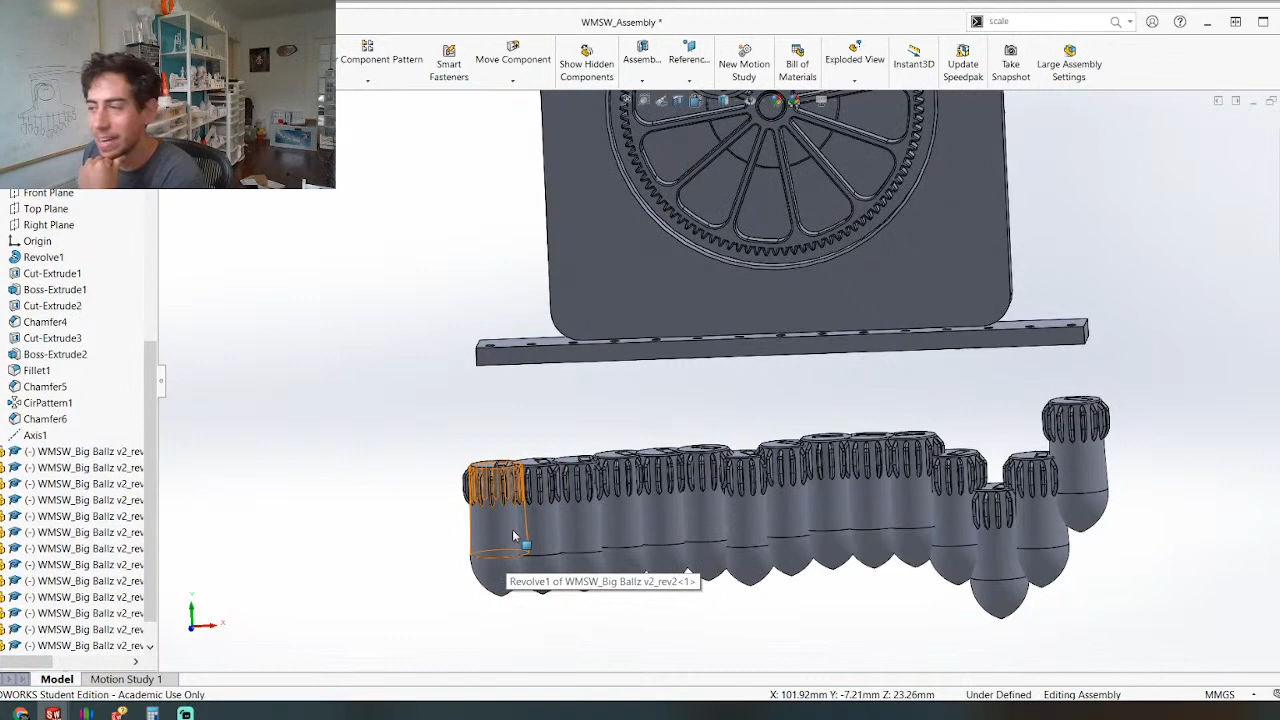 WMSW_Assembly *
scale
Component Pattern
Smart Fasteners
Move Component
Show Hidden Components
Assemb...
Referenc...
New Motion Study
Bill of Materials
Exploded View
Instant3D
Update Speedpak
Take Snapshot
Large Assembly Settings
Front Plane
Top Plane
Right Plane
Origin
Revolve1
Cut-Extrude1
Boss-Extrude1
Cut-Extrude2
Chamfer4
Cut-Extrude3
Boss-Extrude2
Fillet1
Chamfer5
CirPattern1
Chamfer6
Axis1
(-) WMSW_Big Ballz v2_rev
(-) WMSW_Big Ballz v2_rev
(-) WMSW_Big Ballz v2_rev
(-) WMSW_Big Ballz v2_rev
(-) WMSW_Big Ballz v2_rev
(-) WMSW_Big Ballz v2_rev
(-) WMSW_Big Ballz v2_rev
(-) WMSW_Big Ballz v2_rev
(-) WMSW_Big Ballz v2_rev
(-) WMSW_Big Ballz v2_rev
(-) WMSW_Big Ballz v2_rev
(-) WMSW_Big Ballz v2_rev
(-) WMSW_Big Ballz v2_rev
Revolve1 of WMSW_Big Ballz v2_rev2<1>
Y
X
Model
Motion Study 1
DWORKS Student Edition - Academic Use Only
X: 101.92mm Y: -7.21mm Z: 23.26mm
Under Defined
Editing Assembly
MMGS